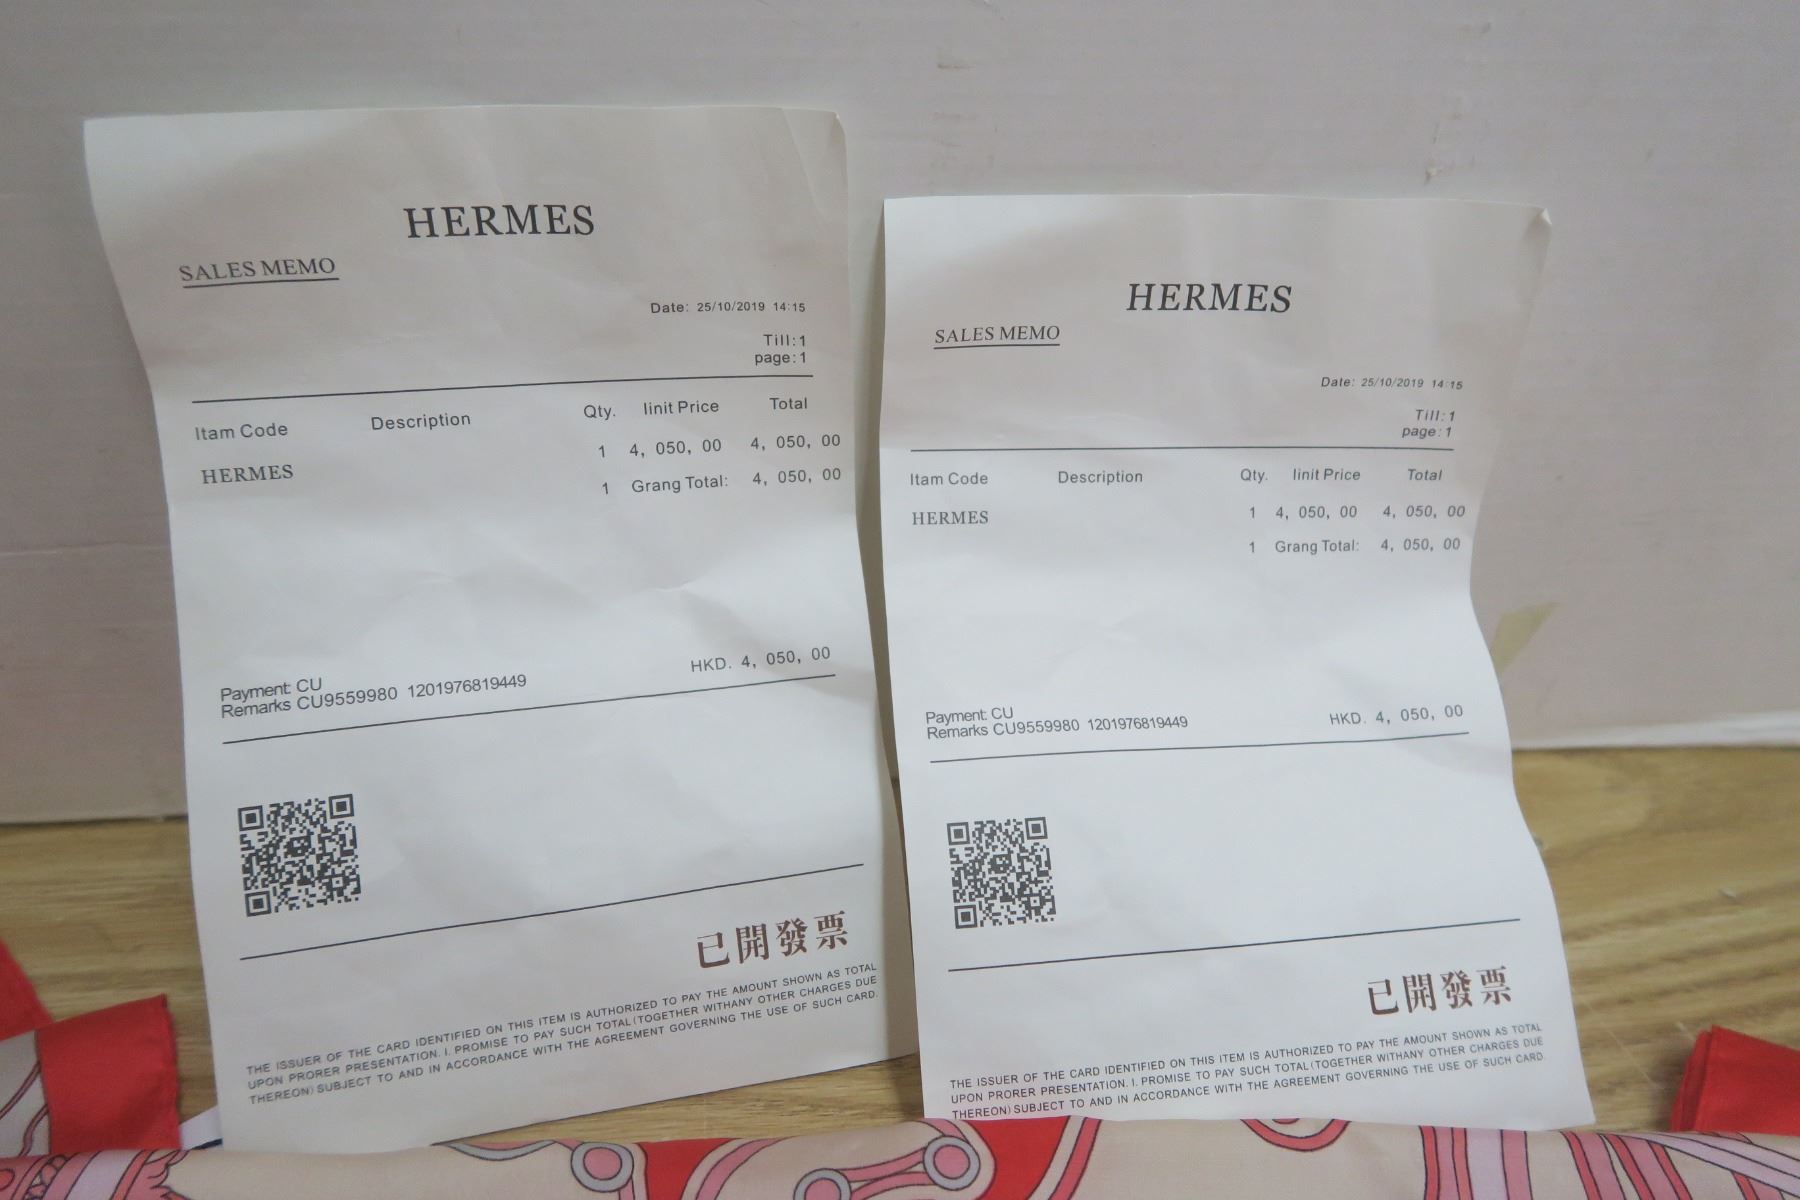 HERMES
SALES MEMO
Date: 25/10/2019 14:15
Till:1
page:1
Itam Code Description Qty. Iinit Price Total
HERMES 1 4, 050, 00 4, 050, 00
1 Grang Total: 4, 050, 00
Payment: CU HKD. 4, 050, 00
Remarks CU9559980 1201976819449
已開發票
THE ISSUER OF THE CARD IDENTIFIED ON THIS ITEM IS AUTHORIZED TO PAY THE AMOUNT SHOWN AS TOTAL
UPON PRORER PRESENTATION. I. PROMISE TO PAY SUCH TOTAL(TOGETHER WITHANY OTHER CHARGES DUE
THEREON) SUBJECT TO AND IN ACCORDANCE WITH THE AGREEMENT GOVERNING THE USE OF SUCH CARD.
HERMES
SALES MEMO
Date: 25/10/2019 14:15
Till:1
page:1
Itam Code Description Qty. Iinit Price Total
HERMES 1 4, 050, 00 4, 050, 00
1 Grang Total: 4, 050, 00
Payment: CU HKD. 4, 050, 00
Remarks CU9559980 1201976819449
已開發票
THE ISSUER OF THE CARD IDENTIFIED ON THIS ITEM IS AUTHORIZED TO PAY THE AMOUNT SHOWN AS TOTAL
UPON PRORER PRESENTATION. I. PROMISE TO PAY SUCH TOTAL(TOGETHER WITHANY OTHER CHARGES DUE
THEREON) SUBJECT TO AND IN ACCORDANCE WITH THE AGREEMENT GOVERNING THE USE OF SUCH CARD.